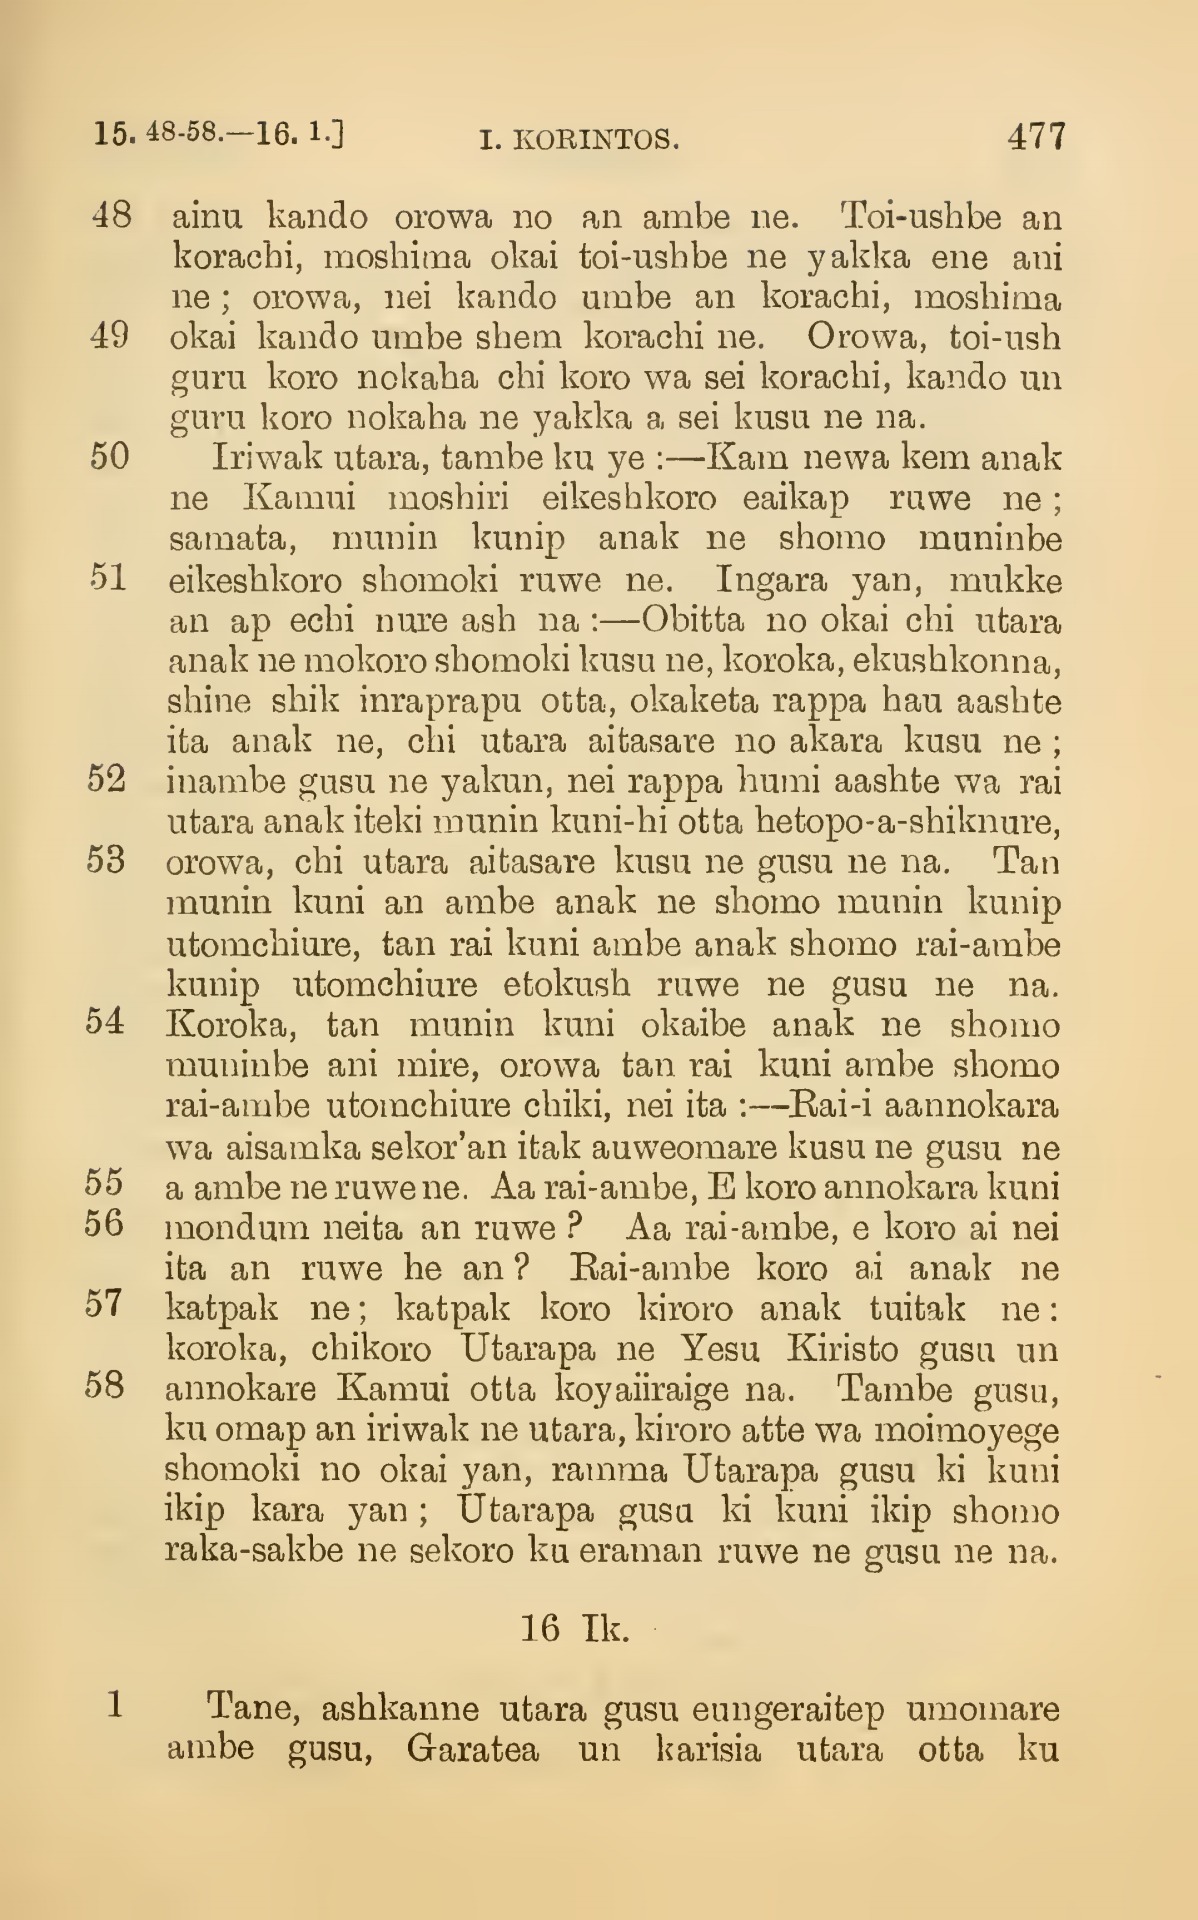 15. 48-58.—16. 1.] I. KORINTOS. 477
48 ainu kando orowa no an ambe ne. Toi-ushbe an
korachi, moshima okai toi-ushbe ne yakka ene ani
ne ; orowa, nei kando umbe an korachi, moshima
49 okai kando umbe shem korachi ne. Orowa, toi-ush
guru koro nokaha chi koro wa sei korachi, kando un
guru koro nokaha ne yakka a sei kusu ne na.
50 Iriwak utara, tambe ku ye :—Kam newa kem anak
ne Kamui moshiri eikeshkoro eaikap ruwe ne ;
samata, munin kunip anak ne shomo muninbe
51 eikeshkoro shomoki ruwe ne. Ingara yan, mukke
an ap echi nure ash na :—Obitta no okai chi utara
anak ne mokoro shomoki kusu ne, koroka, ekushkonna,
shine shik inraprapu otta, okaketa rappa hau aashte
ita anak ne, chi utara aitasare no akara kusu ne ;
52 inambe gusu ne yakun, nei rappa humi aashte wa rai
utara anak iteki munin kuni-hi otta hetopo-a-shiknure,
53 orowa, chi utara aitasare kusu ne gusu ne na. Tan
munin kuni an ambe anak ne shomo munin kunip
utomchiure, tan rai kuni ambe anak shomo rai-ambe
kunip utomchiure etokush ruwe ne gusu ne na.
54 Koroka, tan munin kuni okaibe anak ne shomo
muninbe ani mire, orowa tan rai kuni ambe shomo
rai-ambe utomchiure chiki, nei ita :—Rai-i aannokara
wa aisamka sekor'an itak auweomare kusu ne gusu ne
55 a ambe ne ruwe ne. Aa rai-ambe, E koro annokara kuni
56 mondum neita an ruwe ? Aa rai-ambe, e koro ai nei
ita an ruwe he an ? Rai-ambe koro ai anak ne
57 katpak ne ; katpak koro kiroro anak tuitak ne :
koroka, chikoro Utarapa ne Yesu Kiristo gusu un
58 annokare Kamui otta koyaiiraige na. Tambe gusu,
ku omap an iriwak ne utara, kiroro atte wa moimoyege
shomoki no okai yan, ramma Utarapa gusu ki kuni
ikip kara yan ; Utarapa gusu ki kuni ikip shomo
raka-sakbe ne sekoro ku eraman ruwe ne gusu ne na.
16 Ik.
1 Tane, ashkanne utara gusu eungeraitep umomare
ambe gusu, Garatea un karisia utara otta ku